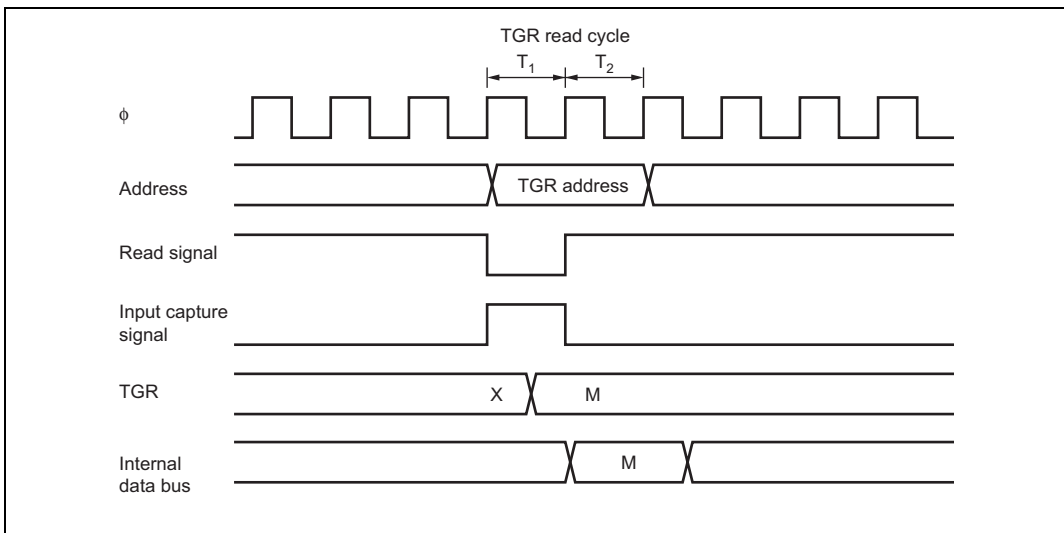 TGR read cycle
T1 T2
ϕ
Address
TGR address
Read signal
Input capture
signal
TGR
X
M
Internal
data bus
M